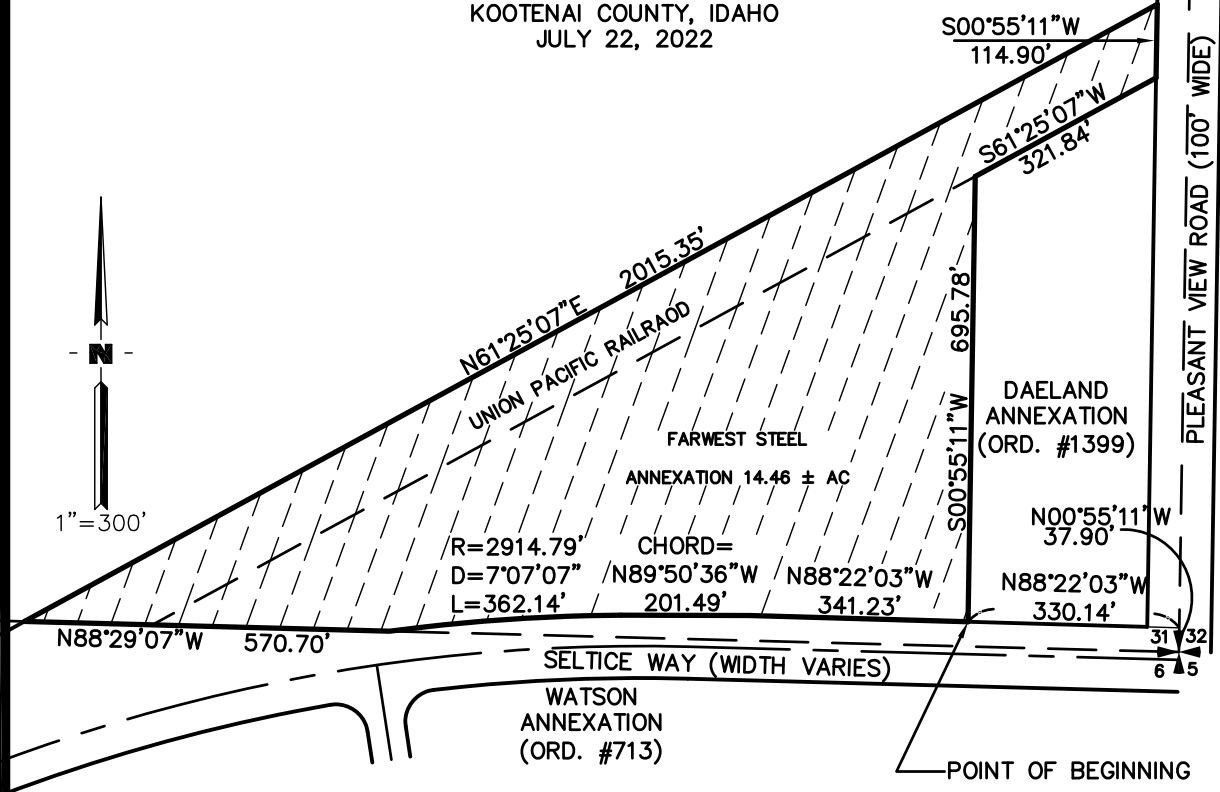 KOOTENAI COUNTY, IDAHO
JULY 22, 2022
S00°55'11"W
114.90'
S61°25'07"W
321.84'
PLEASANT VIEW ROAD (100' WIDE)
N61°25'07"E 2015.35'
UNION PACIFIC RAILRAOD
N
1"=300'
695.78'
S00°55'11"W
DAELAND
ANNEXATION
(ORD. #1399)
FARWEST STEEL
ANNEXATION 14.46 ± AC
N00°55'11'W
37.90'
R=2914.79'
D=7°07'07"
L=362.14'
CHORD=
N89°50'36"W
201.49'
N88°22'03"W
341.23'
N88°22'03"W
330.14'
N88°29'07"W 570.70'
31 32
6 5
SELTICE WAY (WIDTH VARIES)
WATSON
ANNEXATION
(ORD. #713)
POINT OF BEGINNING